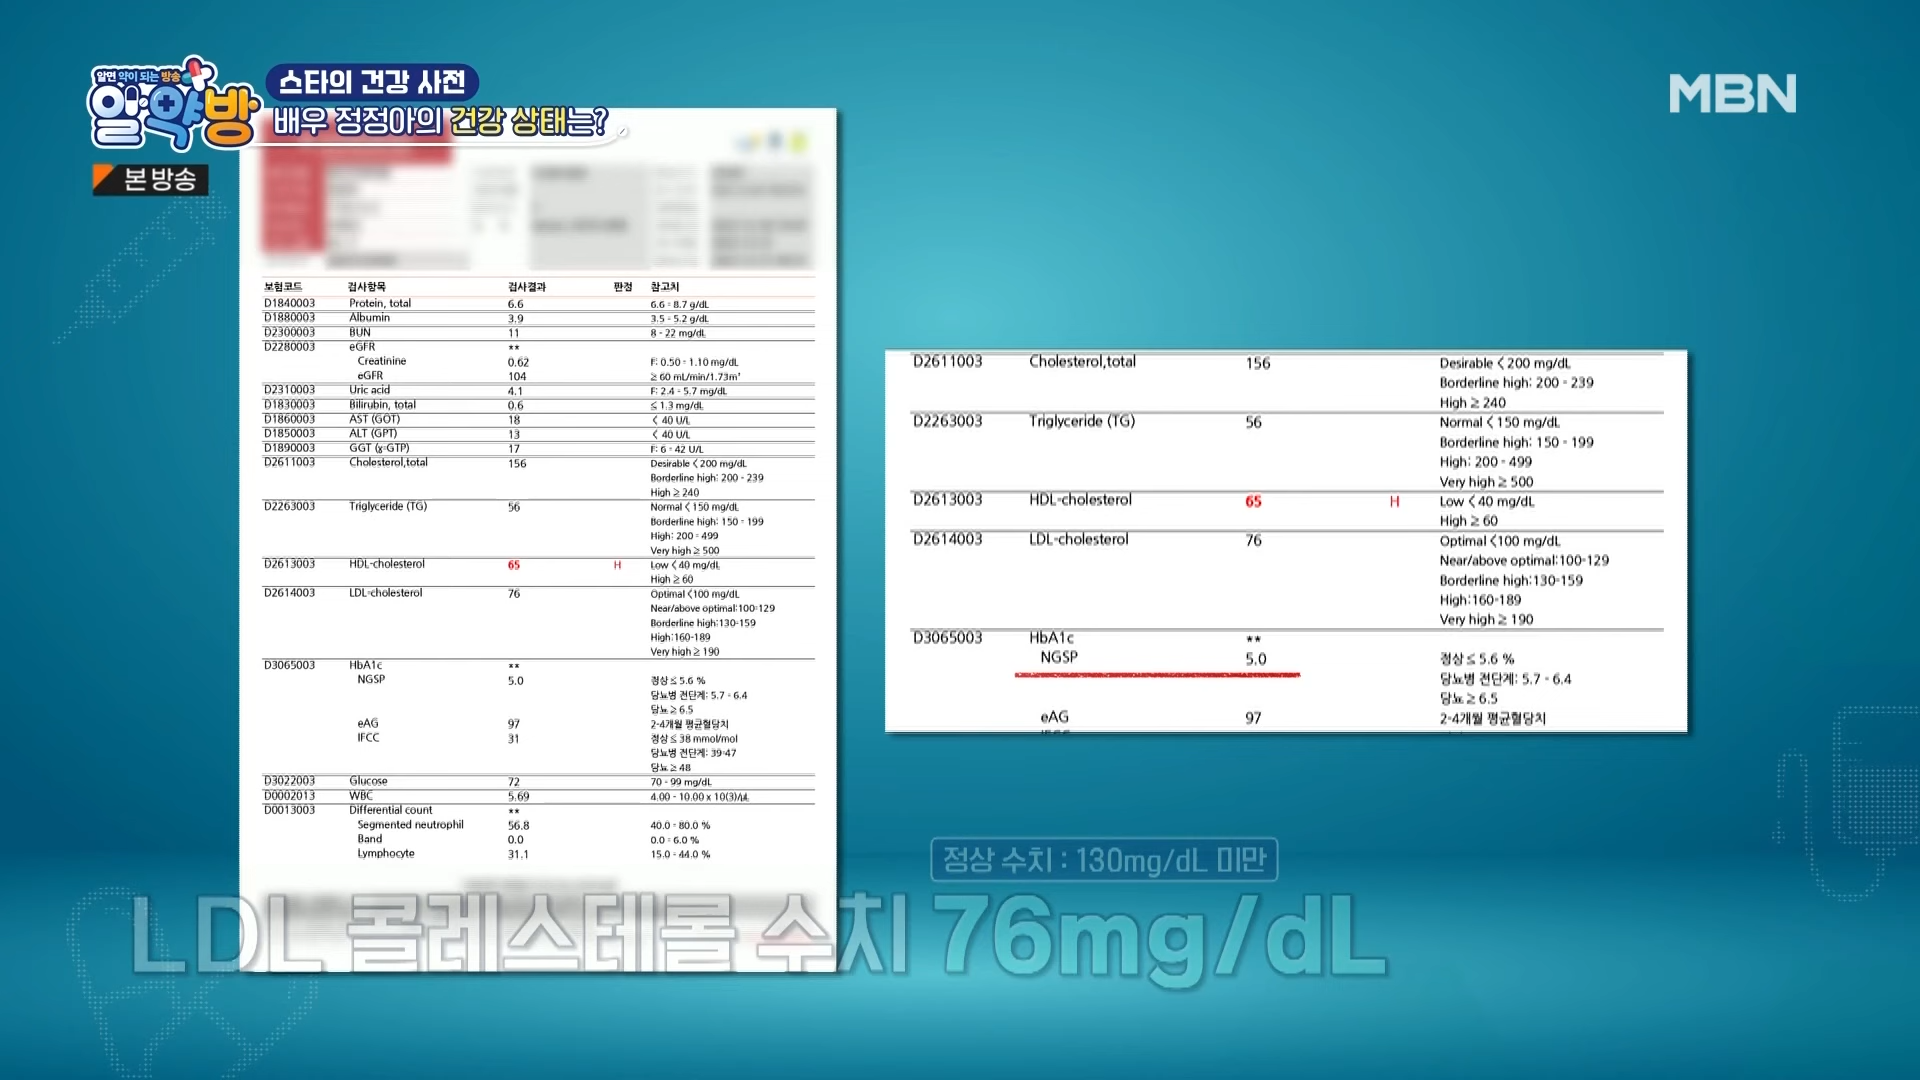 알면 약이 되는 방송
알약방
스타의 건강 사전
배우 정정아의 건강 상태는?
본 방송
MBN
보험코드 검사항목 검사결과 판정 참고치
D1840003 Protein, total 6.6 6.6 - 8.7 g/dL
D1880003 Albumin 3.9 3.5 - 5.2 g/dL
D2300003 BUN 11 8 - 22 mg/dL
D2280003 eGFR **
Creatinine 0.62 F: 0.50 - 1.10 mg/dL
eGFR 104 ≥ 60 mL/min/1.73m²
D2310003 Uric acid 4.1 F: 2.4 - 5.7 mg/dL
D1830003 Bilirubin, total 0.6 ≤ 1.3 mg/dL
D1860003 AST (GOT) 18 < 40 U/L
D1850003 ALT (GPT) 13 < 40 U/L
D1890003 GGT (γ-GTP) 17 F: 6 - 42 U/L
D2611003 Cholesterol,total 156 Desirable < 200 mg/dL
Borderline high: 200 - 239
High ≥ 240
D2263003 Triglyceride (TG) 56 Normal < 150 mg/dL
Borderline high: 150 - 199
High: 200 - 499
Very high ≥ 500
D2613003 HDL-cholesterol 65 H Low < 40 mg/dL
High ≥ 60
D2614003 LDL-cholesterol 76 Optimal <100 mg/dL
Near/above optimal:100-129
Borderline high:130-159
High:160-189
Very high ≥ 190
D3065003 HbA1c **
NGSP 5.0 정상 ≤ 5.6 %
당뇨병 전단계: 5.7 - 6.4
당뇨 ≥ 6.5
eAG 97 2-4개월 평균혈당치
IFCC 31 정상 ≤ 38 mmol/mol
당뇨병 전단계: 39-47
당뇨 ≥ 48
D3022003 Glucose 72 70 - 99 mg/dL
D0002013 WBC 5.69 4.00 - 10.00 x 10(3)/μL
D0013003 Differential count **
Segmented neutrophil 56.8 40.0 - 80.0 %
Band 0.0 0.0 - 6.0 %
Lymphocyte 31.1 15.0 - 44.0 %
D2611003 Cholesterol,total 156 Desirable < 200 mg/dL
Borderline high: 200 - 239
High ≥ 240
D2263003 Triglyceride (TG) 56 Normal < 150 mg/dL
Borderline high: 150 - 199
High: 200 - 499
Very high ≥ 500
D2613003 HDL-cholesterol 65 H Low < 40 mg/dL
High ≥ 60
D2614003 LDL-cholesterol 76 Optimal <100 mg/dL
Near/above optimal:100-129
Borderline high:130-159
High:160-189
Very high ≥ 190
D3065003 HbA1c **
NGSP 5.0 정상 ≤ 5.6 %
당뇨병 전단계: 5.7 - 6.4
당뇨 ≥ 6.5
eAG 97 2-4개월 평균혈당치
정상 수치 : 130mg/dL 미만
LDL 콜레스테롤 수치 76mg/dL